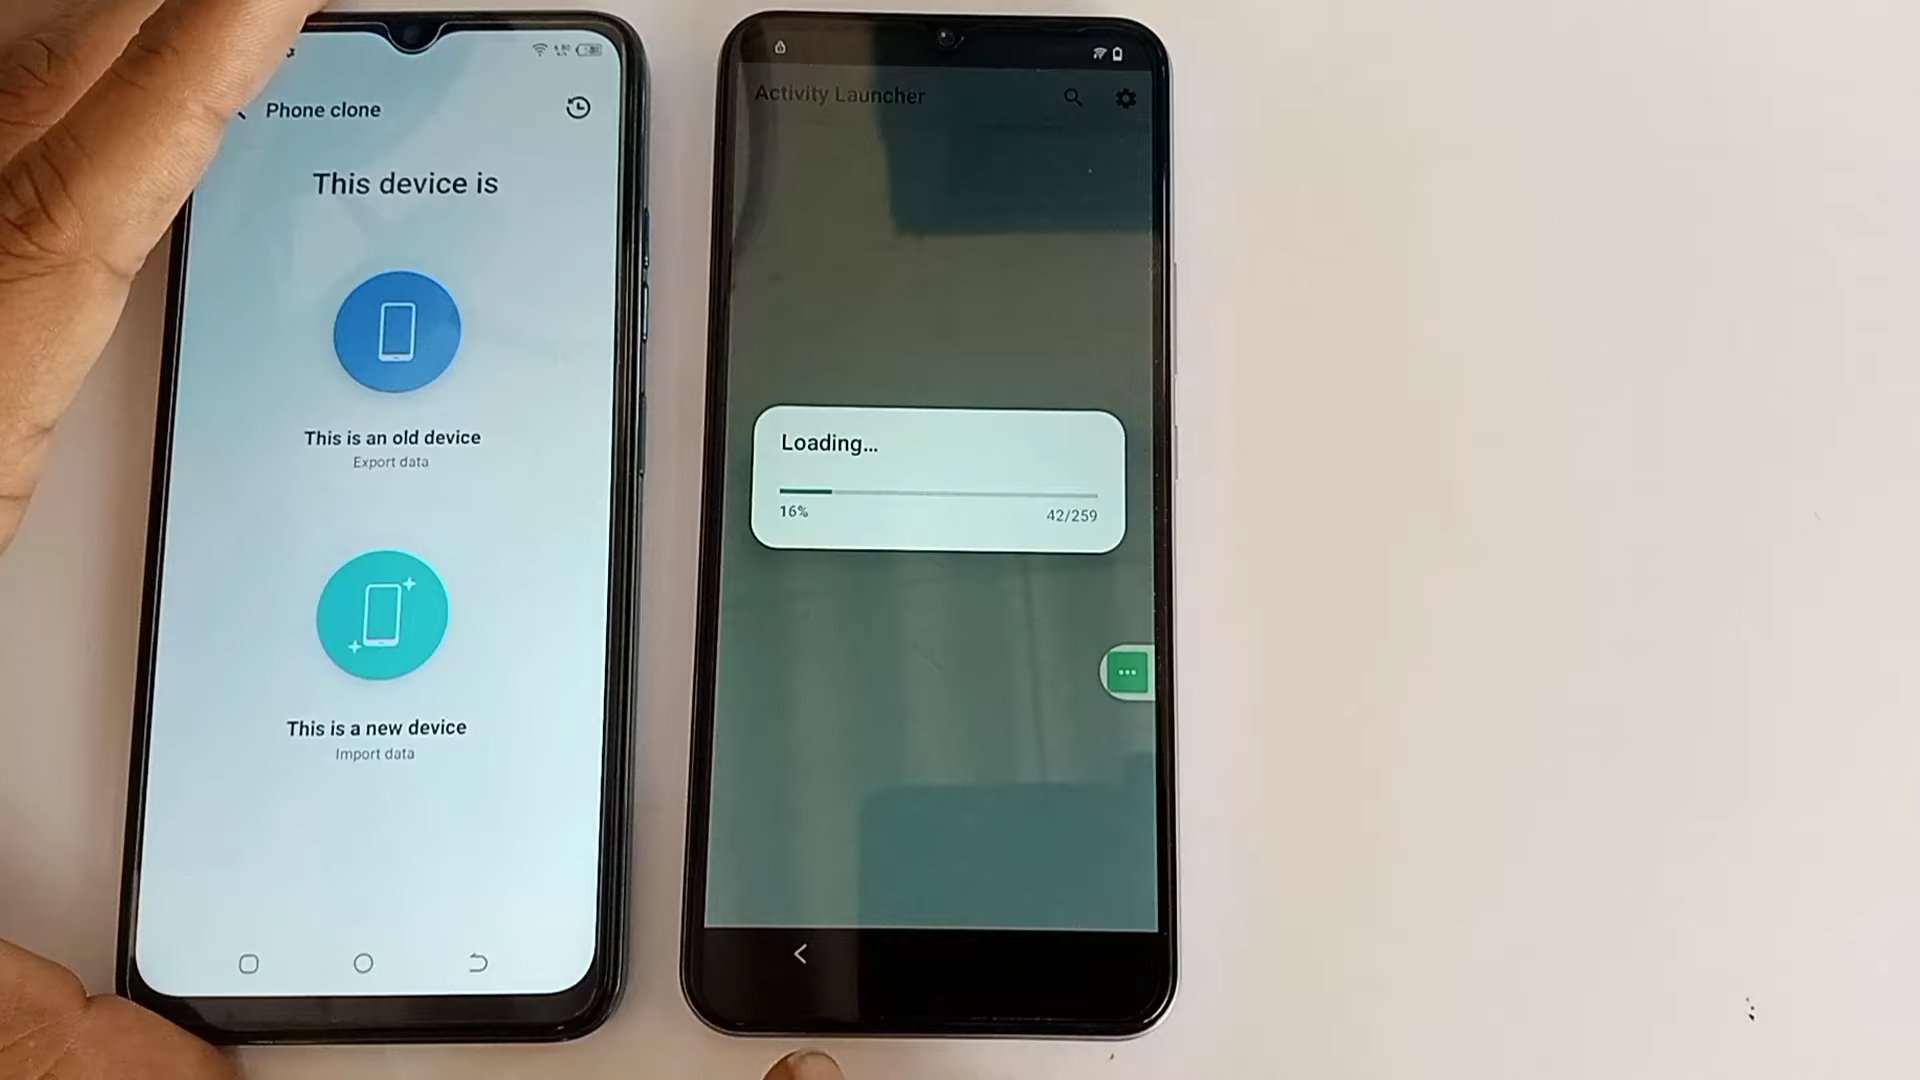 Phone clone
This device is
This is an old device
Export data
This is a new device
Import data
Activity Launcher
Loading...
16%
42/259